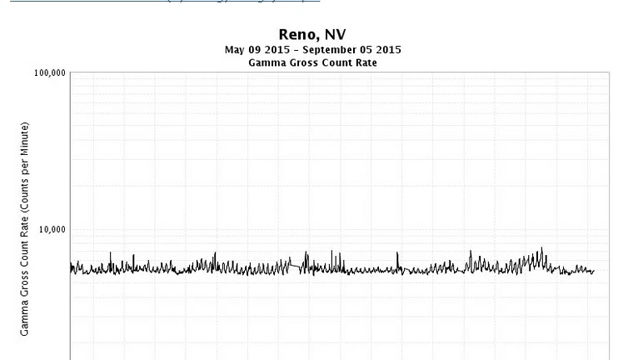 Reno, NV
May 09 2015 - September 05 2015
Gamma Gross Count Rate
100,000
10,000
Gamma Gross Count Rate (Counts per Minute)